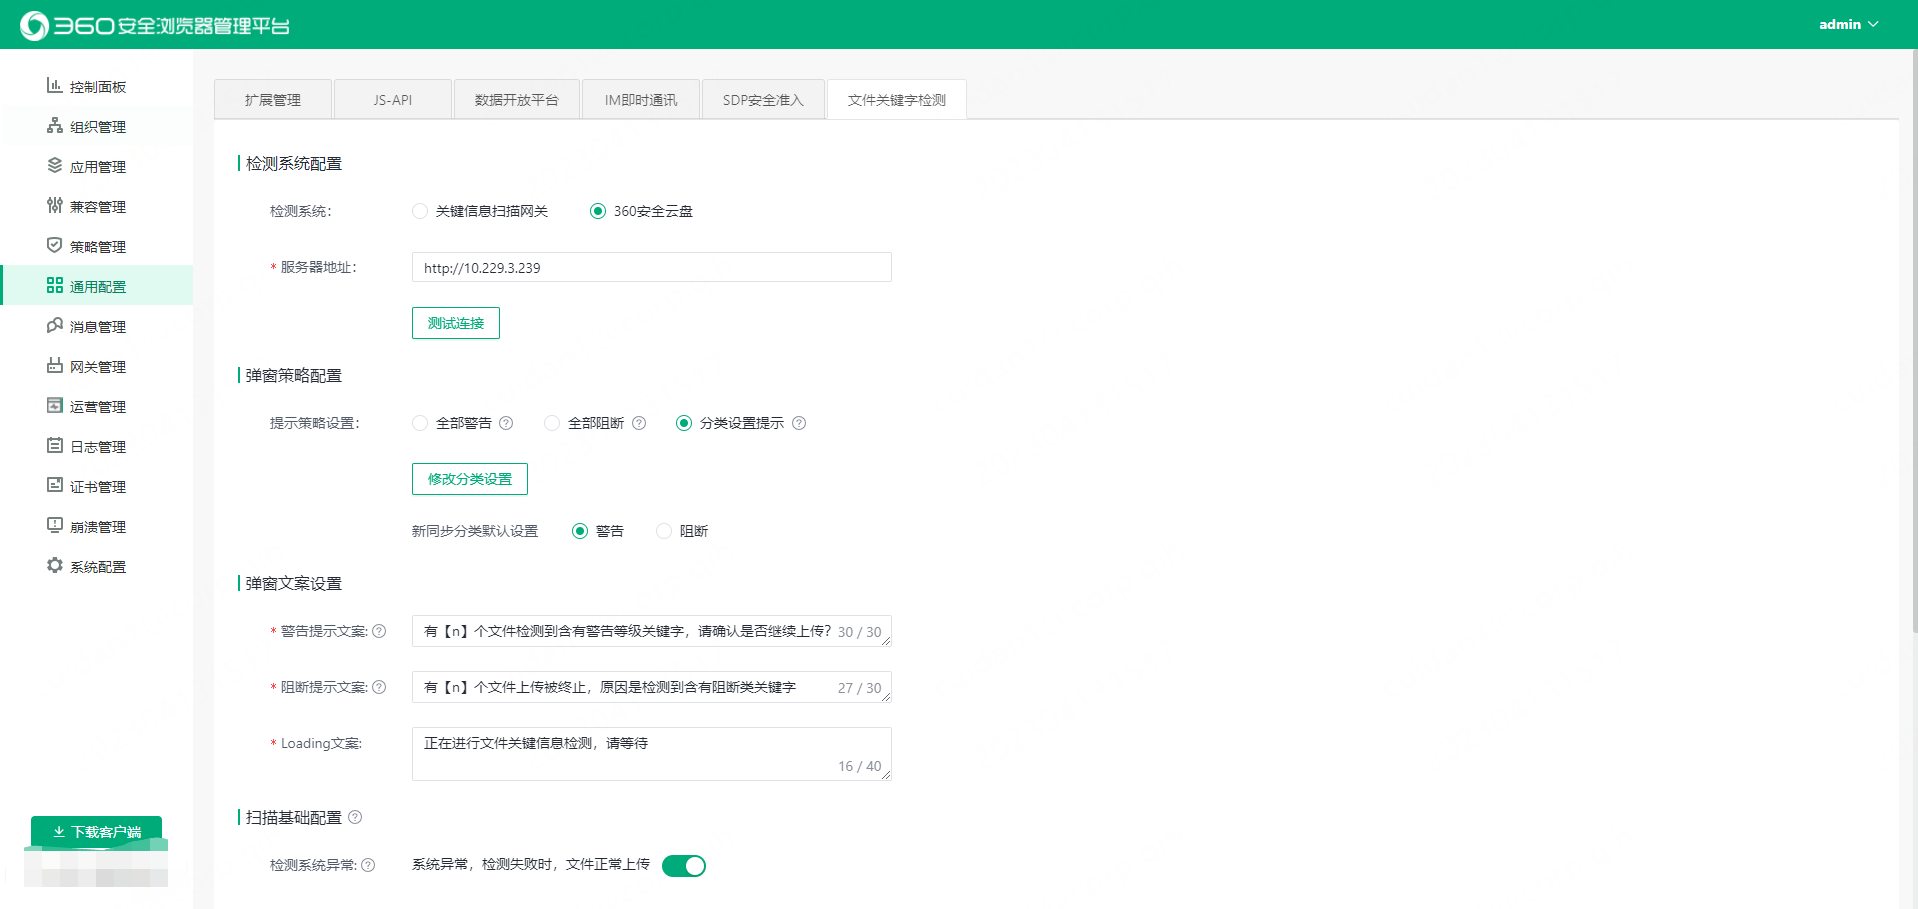 360安全浏览器管理平台
admin
控制面板
组织管理
应用管理
兼容管理
策略管理
通用配置
消息管理
网关管理
运营管理
日志管理
证书管理
崩溃管理
系统配置
下载客户端
扩展管理 JS-API 数据开放平台 IM即时通讯 SDP安全准入 文件关键字检测
检测系统配置
检测系统： 关键信息扫描网关 360安全云盘
* 服务器地址： http://10.229.3.239
测试连接
弹窗策略配置
提示策略设置： 全部警告 ? 全部阻断 ? 分类设置提示 ?
修改分类设置
新同步分类默认设置 警告 阻断
弹窗文案设置
* 警告提示文案: ? 有【n】个文件检测到含有警告等级关键字，请确认是否继续上传? 30 / 30
* 阻断提示文案: ? 有【n】个文件上传被终止，原因是检测到含有阻断类关键字 27 / 30
* Loading文案: 正在进行文件关键信息检测，请等待
16 / 40
扫描基础配置 ?
检测系统异常: ? 系统异常，检测失败时，文件正常上传